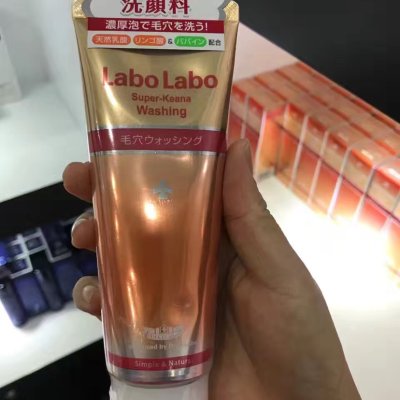 洗顔料
濃厚泡で毛穴を洗う!
天然乳酸 リンゴ酸 & パパイン 配合
Labo Labo
Super-Keana
Washing
毛穴ウォッシング
Simple & Natural